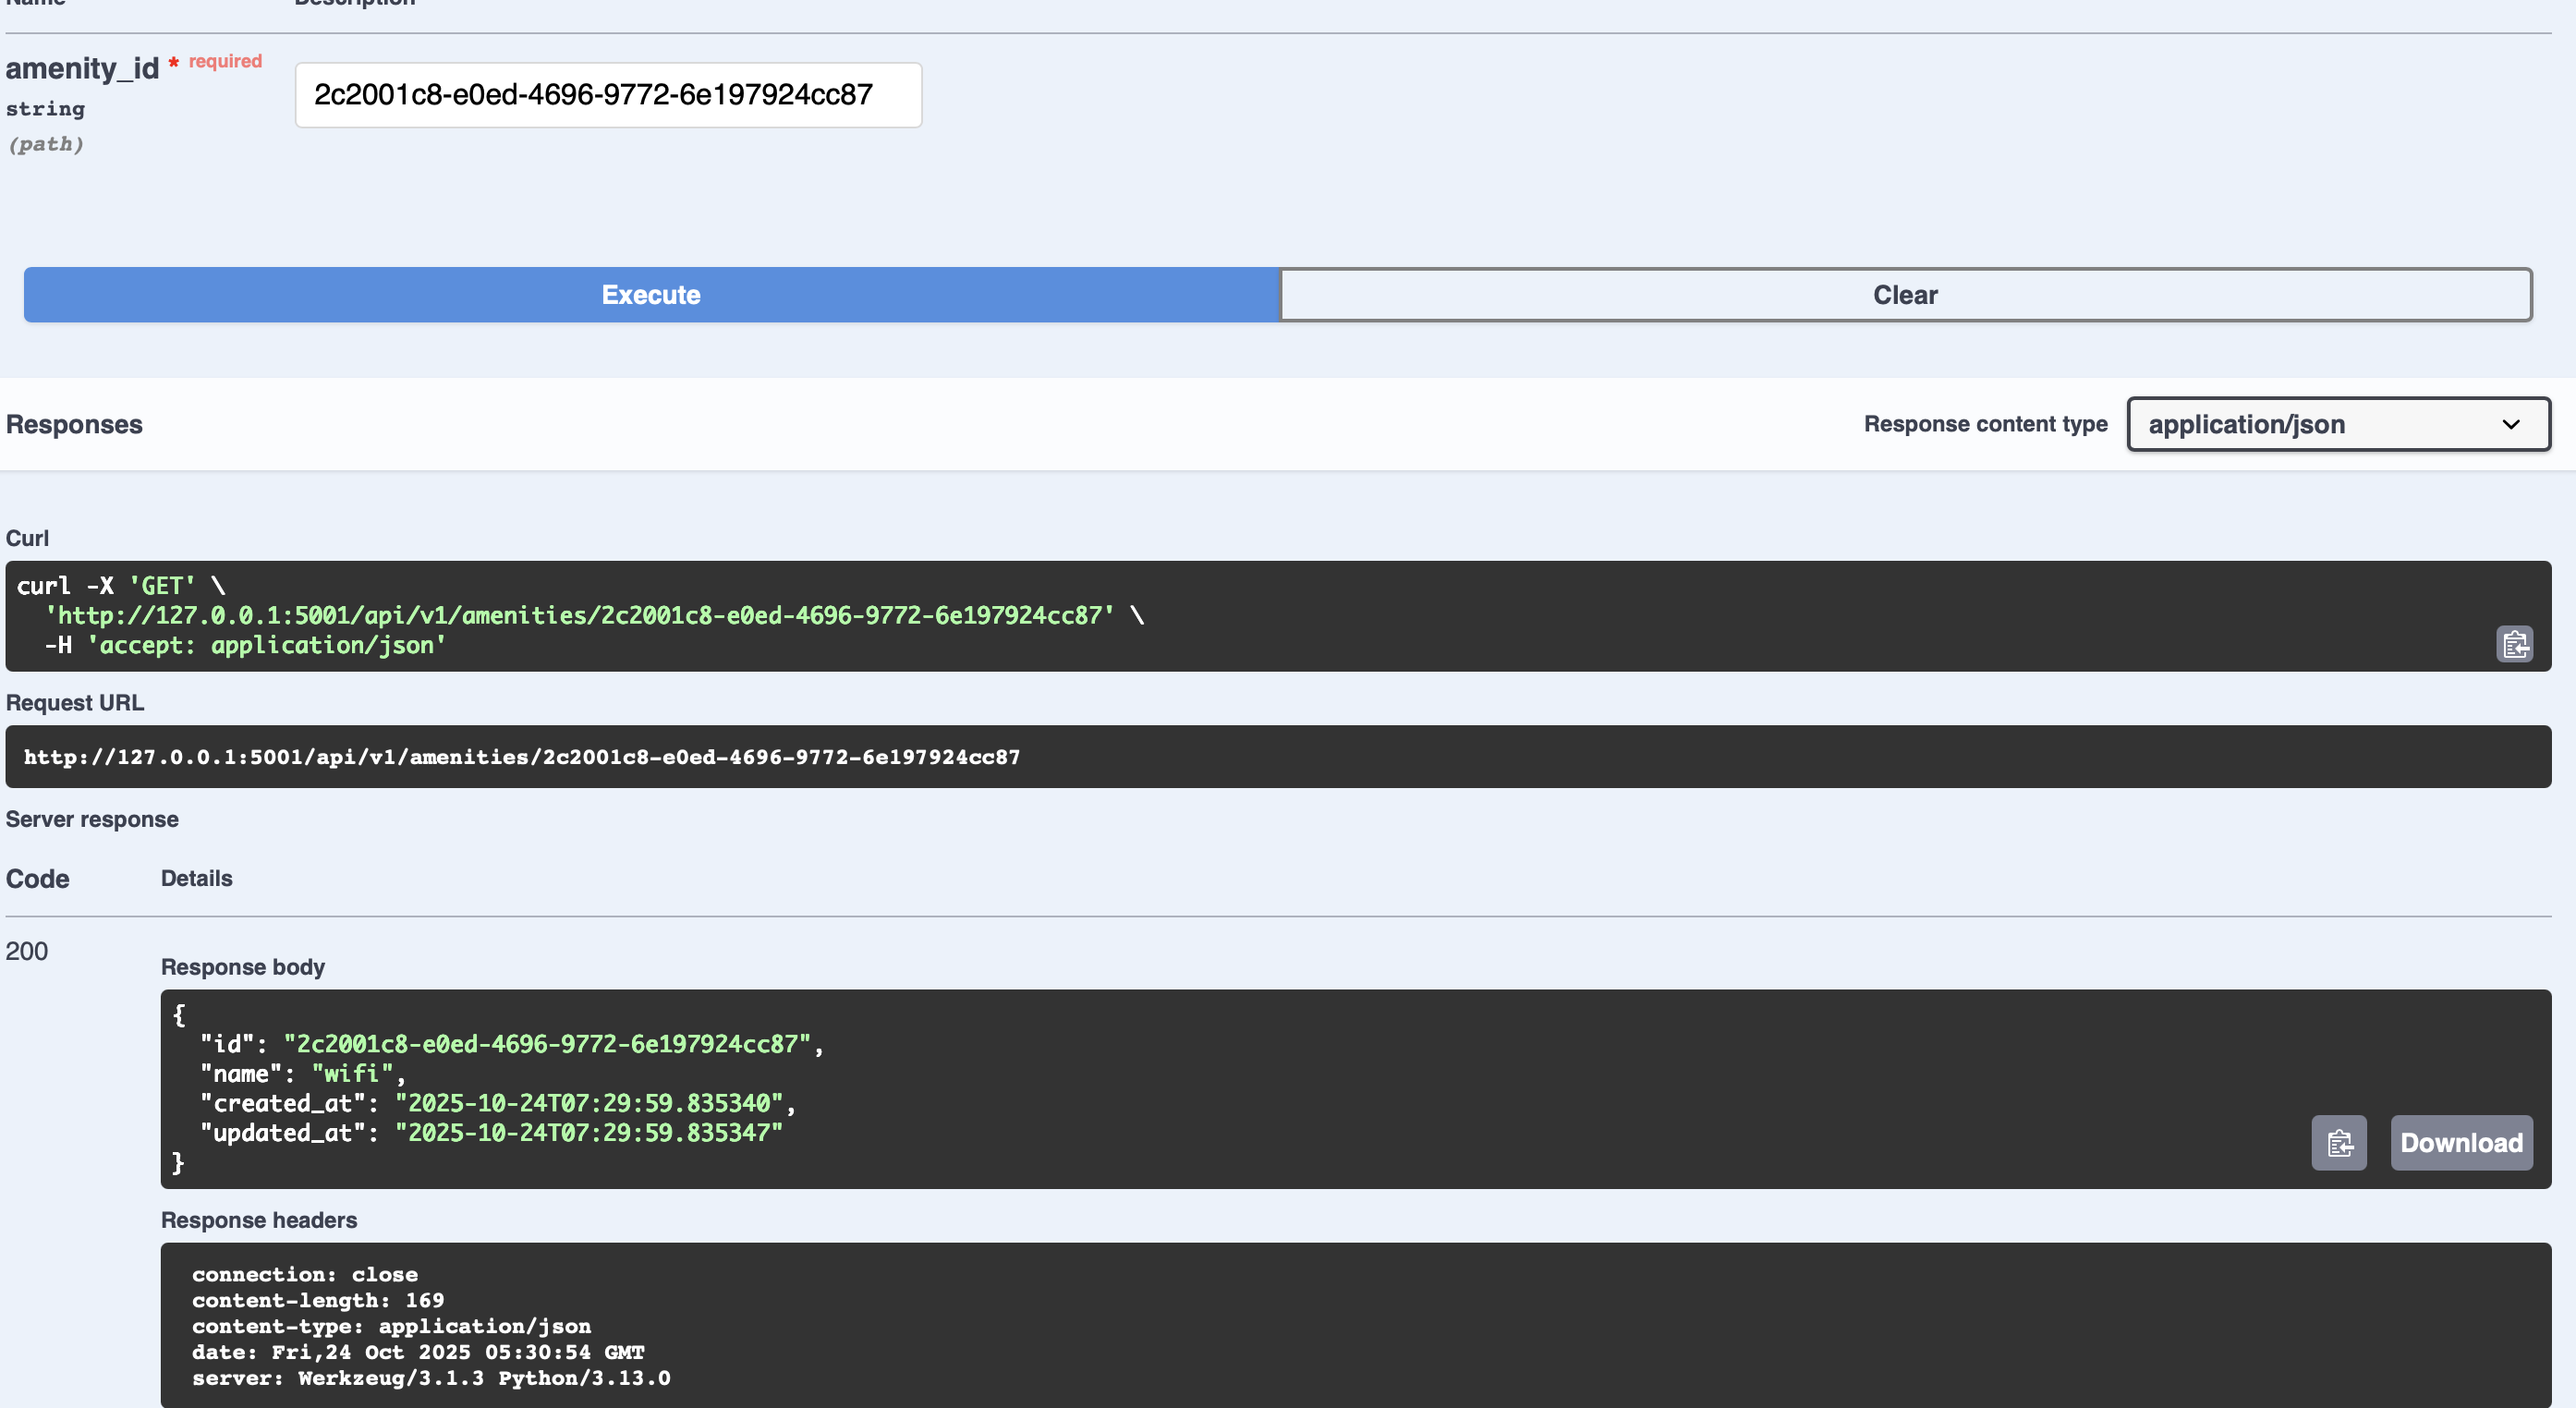 Name Description
amenity_id * required
string
(path)
2c2001c8-e0ed-4696-9772-6e197924cc87
Execute Clear
Responses Response content type application/json
Curl
curl -X 'GET' \
'http://127.0.0.1:5001/api/v1/amenities/2c2001c8-e0ed-4696-9772-6e197924cc87' \
-H 'accept: application/json'
Request URL
http://127.0.0.1:5001/api/v1/amenities/2c2001c8-e0ed-4696-9772-6e197924cc87
Server response
Code Details
200
Response body
{
"id": "2c2001c8-e0ed-4696-9772-6e197924cc87",
"name": "wifi",
"created_at": "2025-10-24T07:29:59.835340",
"updated_at": "2025-10-24T07:29:59.835347"
}
Download
Response headers
connection: close
content-length: 169
content-type: application/json
date: Fri,24 Oct 2025 05:30:54 GMT
server: Werkzeug/3.1.3 Python/3.13.0